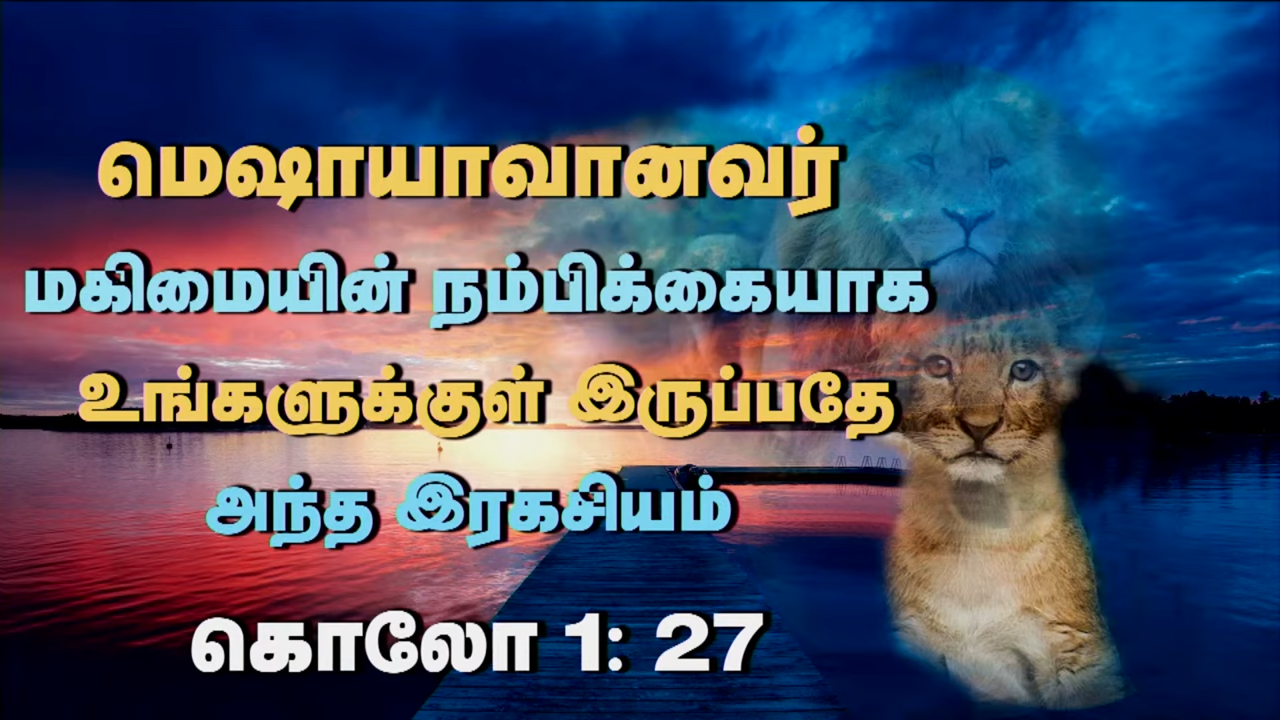 மெஷாயாவானவர்
மகிமையின் நம்பிக்கையாக
உங்களுக்குள் இருப்பதே
அந்த இரகசியம்
கொலோ 1: 27